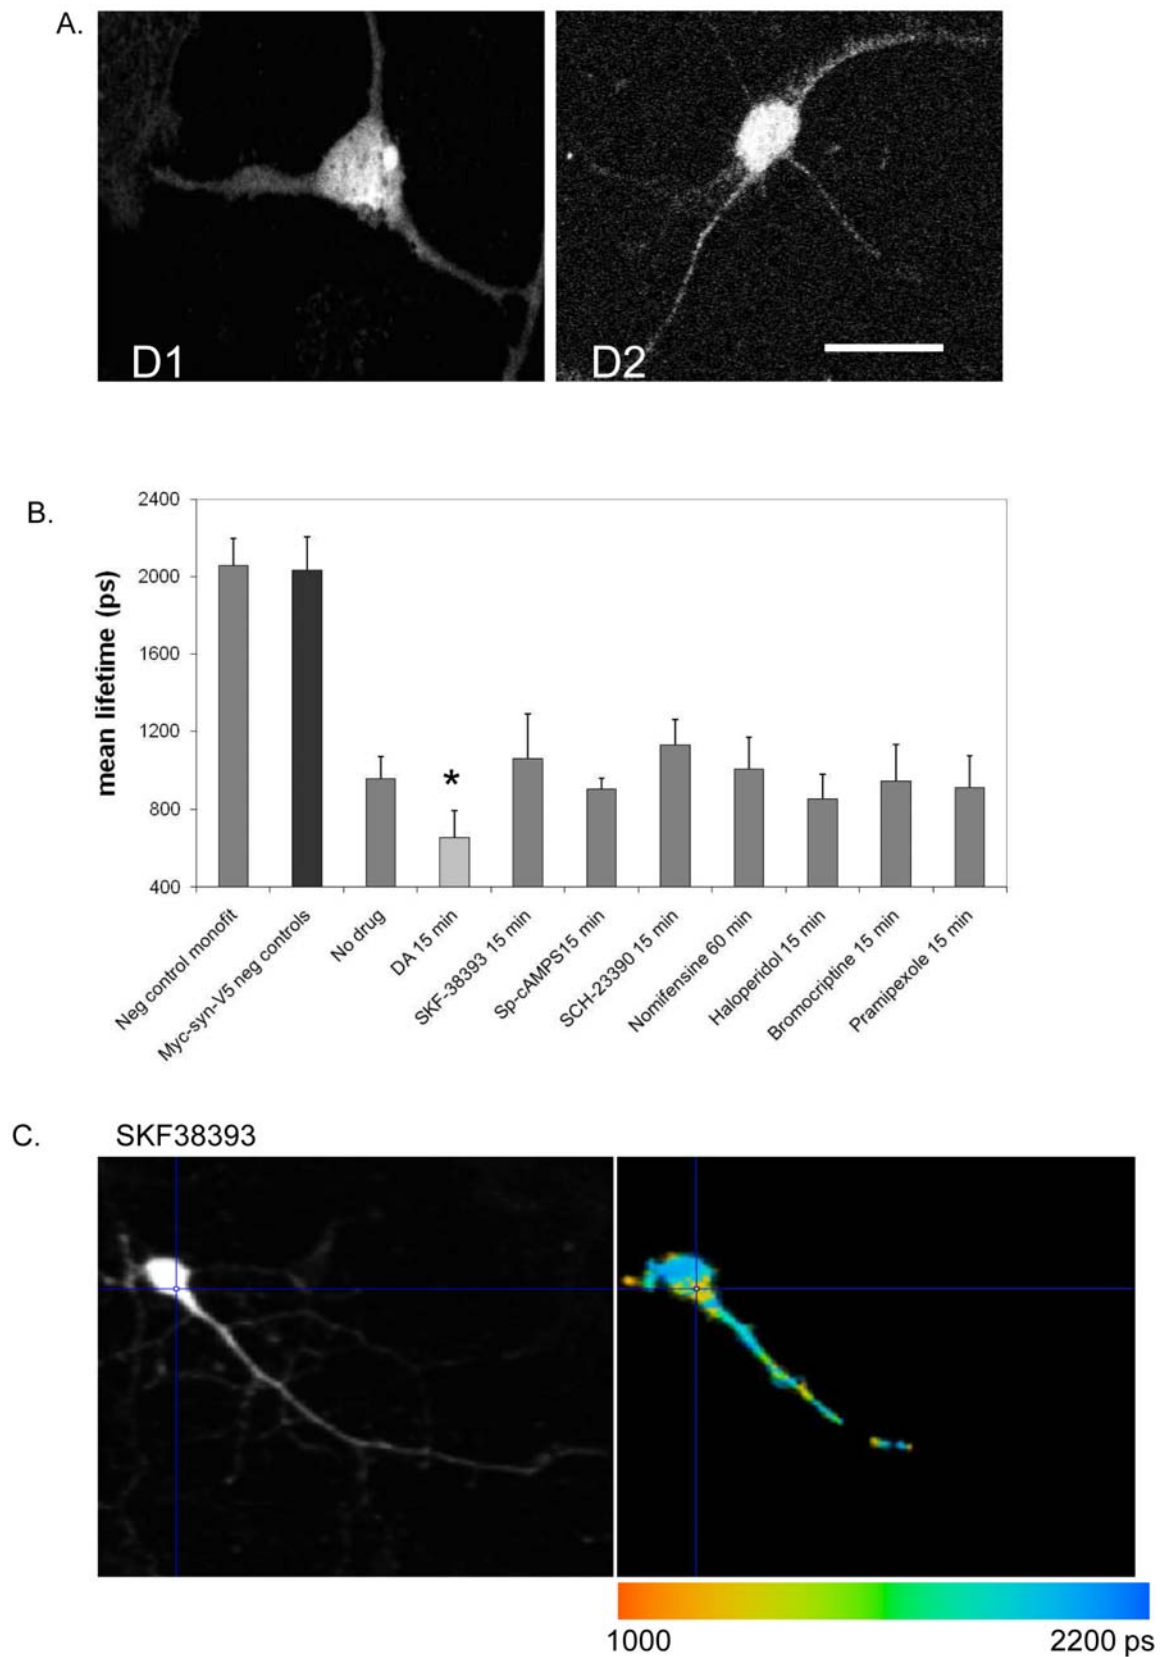 A.
D1
D2
B.
mean lifetime (ps)
2400
2000
1600
1200
800
400
*
Neg control monofit
Myc-syn-V5 neg controls
No drug
DA 15 min
SKF-38393 15 min
Sp-cAMPS15 min
SCH-23390 15 min
Nomifensine 60 min
Haloperidol 15 min
Bromocriptine 15 min
Pramipexole 15 min
C.
SKF38393
1000
2200 ps